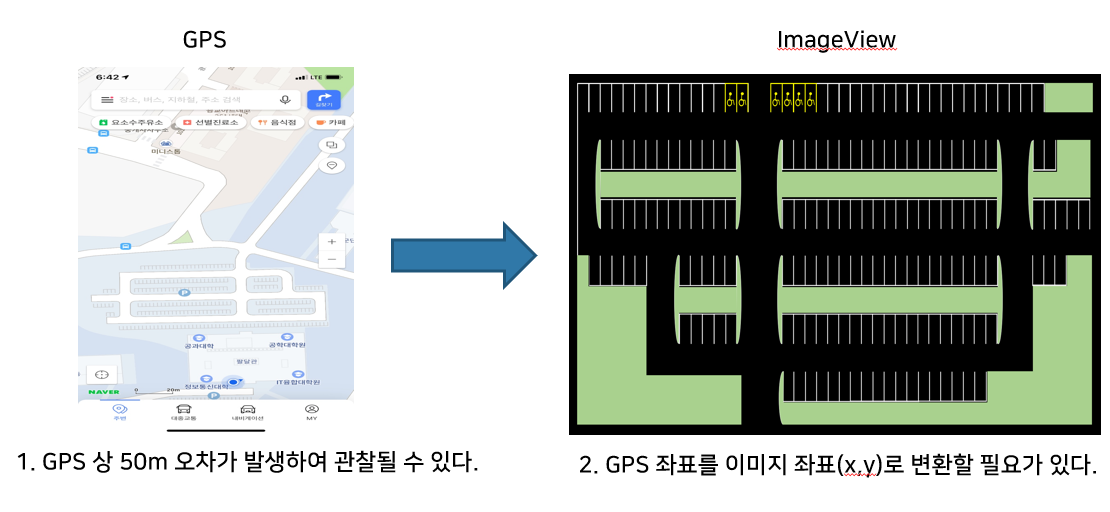 GPS
ImageView
6:42
LTE
장소, 버스, 지하철, 주소 검색
길찾기
요소수주유소
선별진료소
음식점
카페
미니스톱
P
공과대학
공학대학원
팔달관
정보통신대학
IT융합대학원
P
NAVER
0 20m
주변
대중교통
내비게이션
MY
1. GPS 상 50m 오차가 발생하여 관찰될 수 있다.
2. GPS 좌표를 이미지 좌표(x,y)로 변환할 필요가 있다.